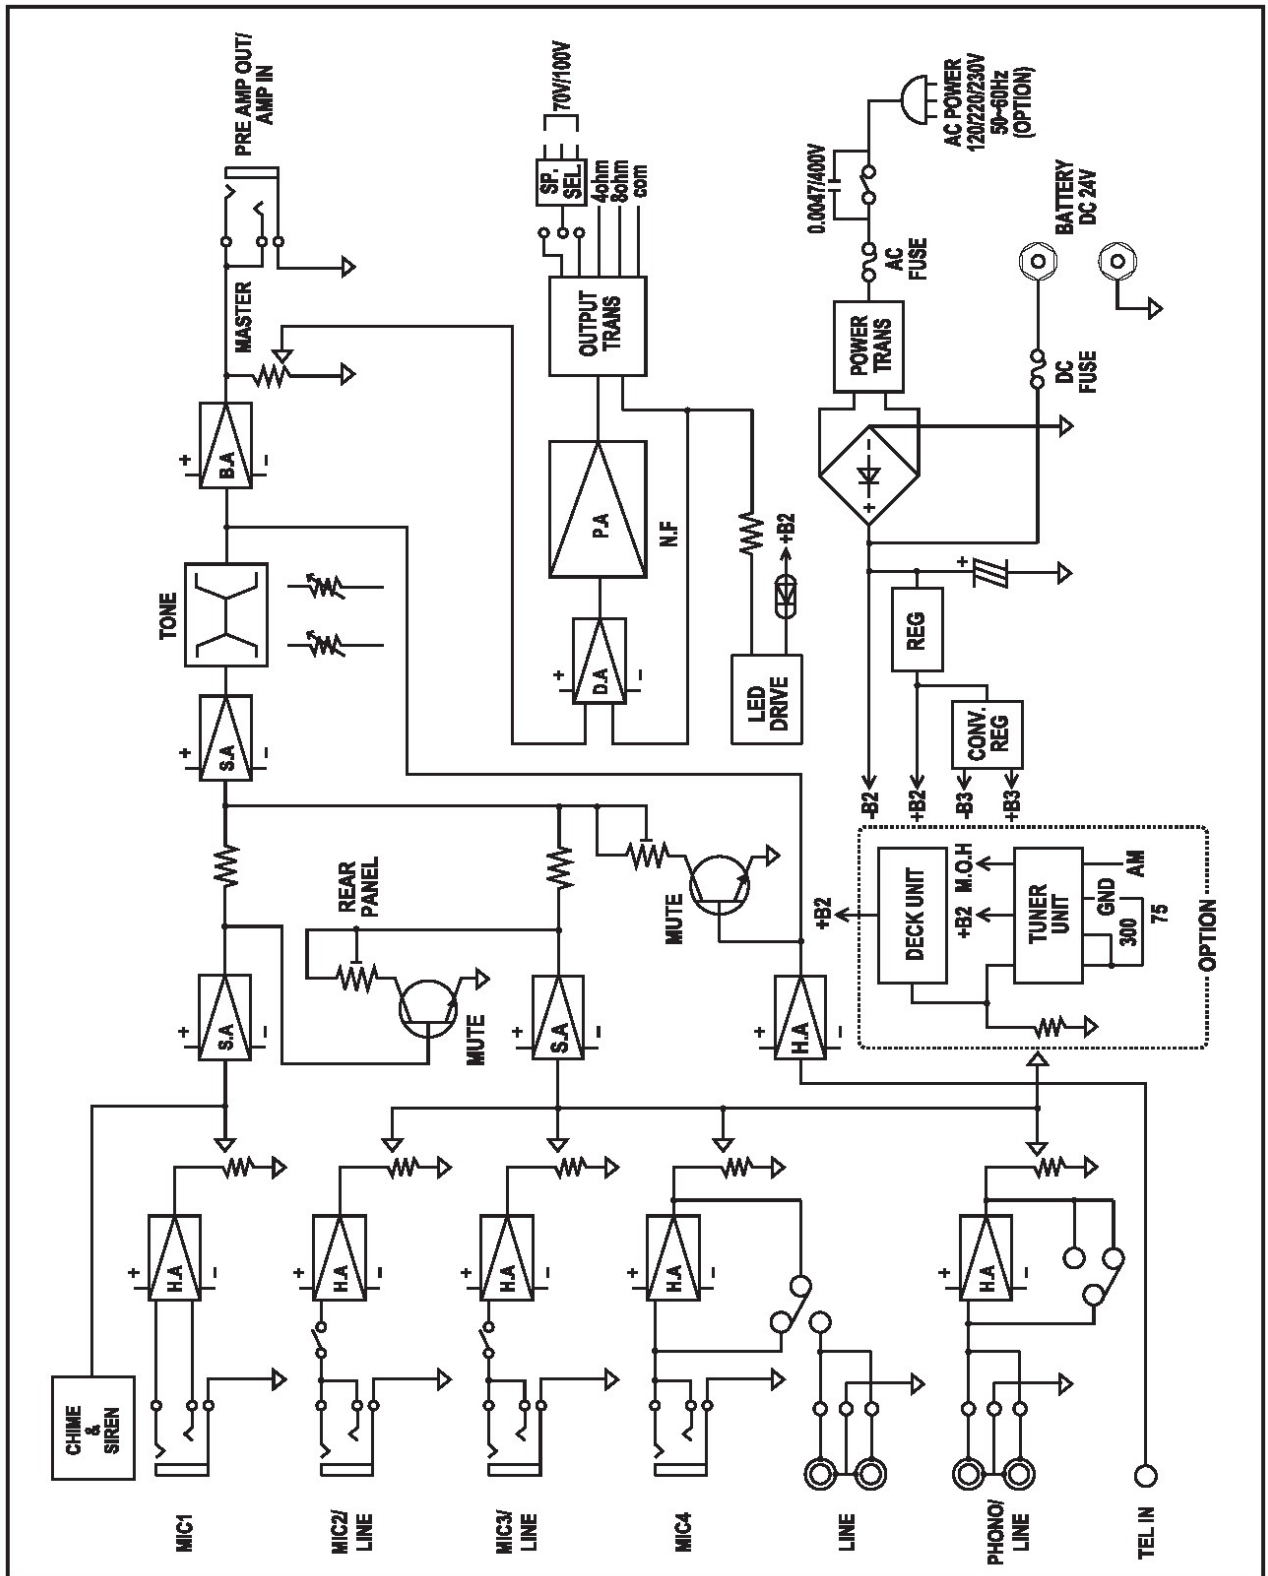 PRE AMP OUT/
AMP IN
MASTER
+
B.A
-
TONE
+
S.A
-
+
S.A
-
REAR
PANEL
MUTE
+
S.A
-
MUTE
+
H.A
-
70V/100V
SP.
SEL.
4ohm
8ohm
com
OUTPUT
TRANS
P.A
N.F
+
D.A
-
LED
DRIVE
+B2
AC POWER
120/220/230V
50~60Hz
(OPTION)
0.0047/400V
AC
FUSE
POWER
TRANS
BATTERY
DC 24V
DC
FUSE
-
+
+
REG
CONV.
REG
-B2
+B2
-B3
+B3
+B2
DECK UNIT
M.O.H
+B2
TUNER
UNIT
AM
GND
300
75
OPTION
+
H.A
-
+
H.A
-
+
H.A
-
+
H.A
-
+
H.A
-
CHIME
&
SIREN
MIC1
MIC2/
LINE
MIC3/
LINE
MIC4
LINE
PHONO/
LINE
TEL IN